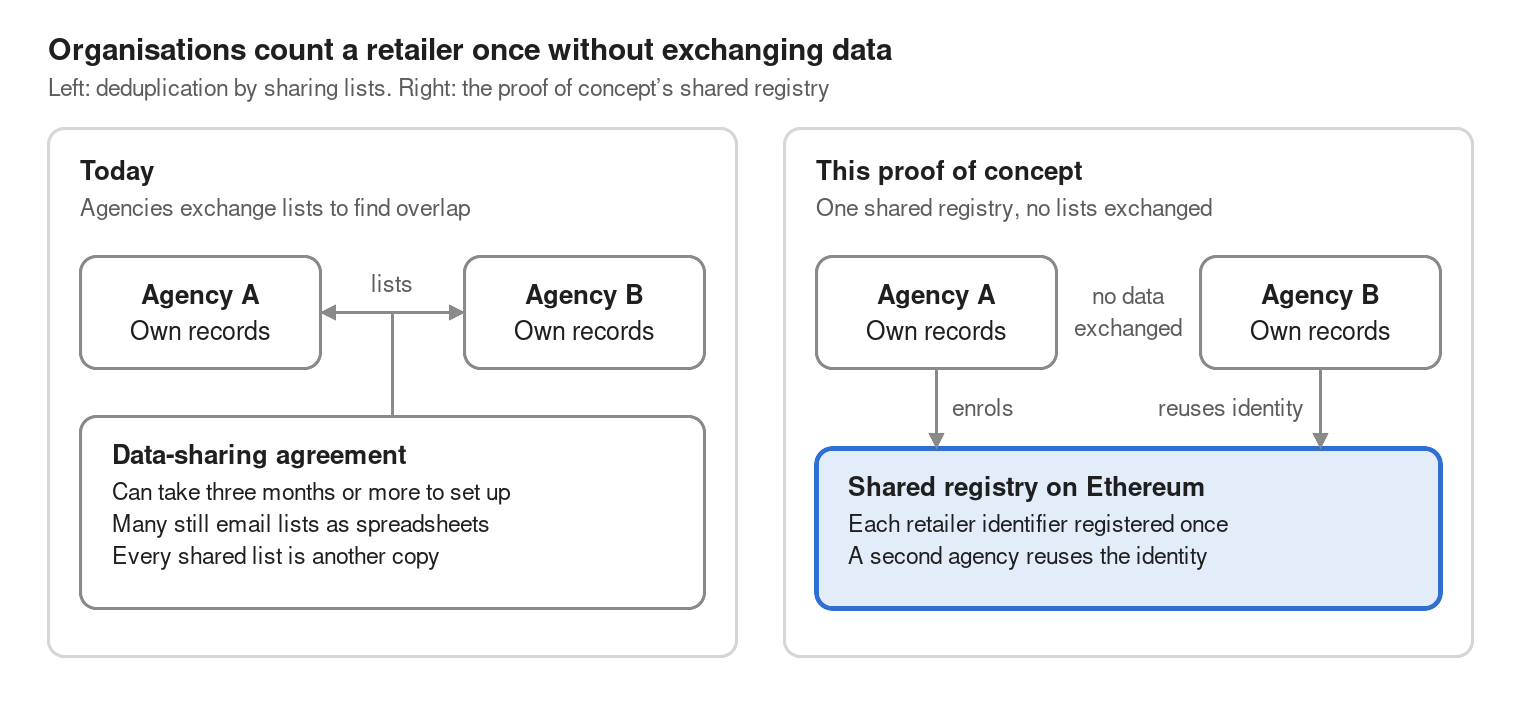 Organisations count a retailer once without exchanging data
Left: deduplication by sharing lists. Right: the proof of concept’s shared registry
Today
Agencies exchange lists to find overlap
Agency A
Own records
lists
Agency B
Own records
Data-sharing agreement
Can take three months or more to set up
Many still email lists as spreadsheets
Every shared list is another copy
This proof of concept
One shared registry, no lists exchanged
Agency A
Own records
no data
exchanged
Agency B
Own records
enrols
reuses identity
Shared registry on Ethereum
Each retailer identifier registered once
A second agency reuses the identity